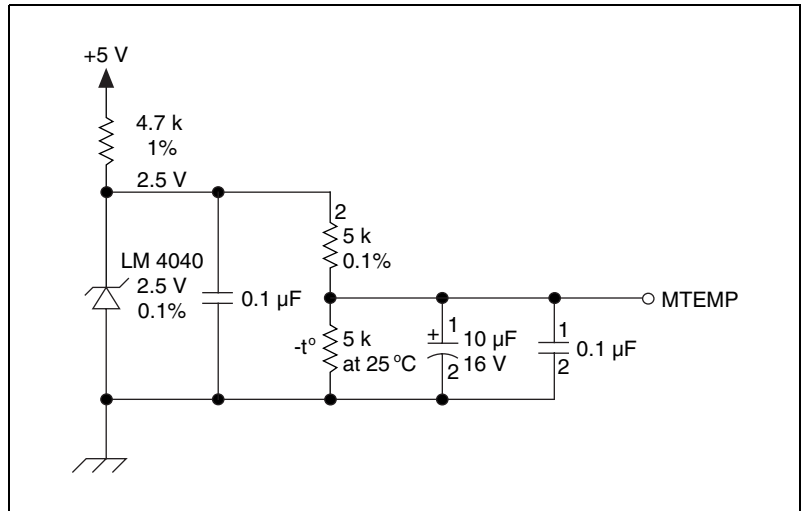 +5 V
4.7 k
1%
2.5 V
2
5 k
0.1%
LM 4040
2.5 V
0.1%
0.1 µF
MTEMP
-t°
5 k
at 25 °C
+
1
10 µF
2
16 V
1
0.1 µF
2